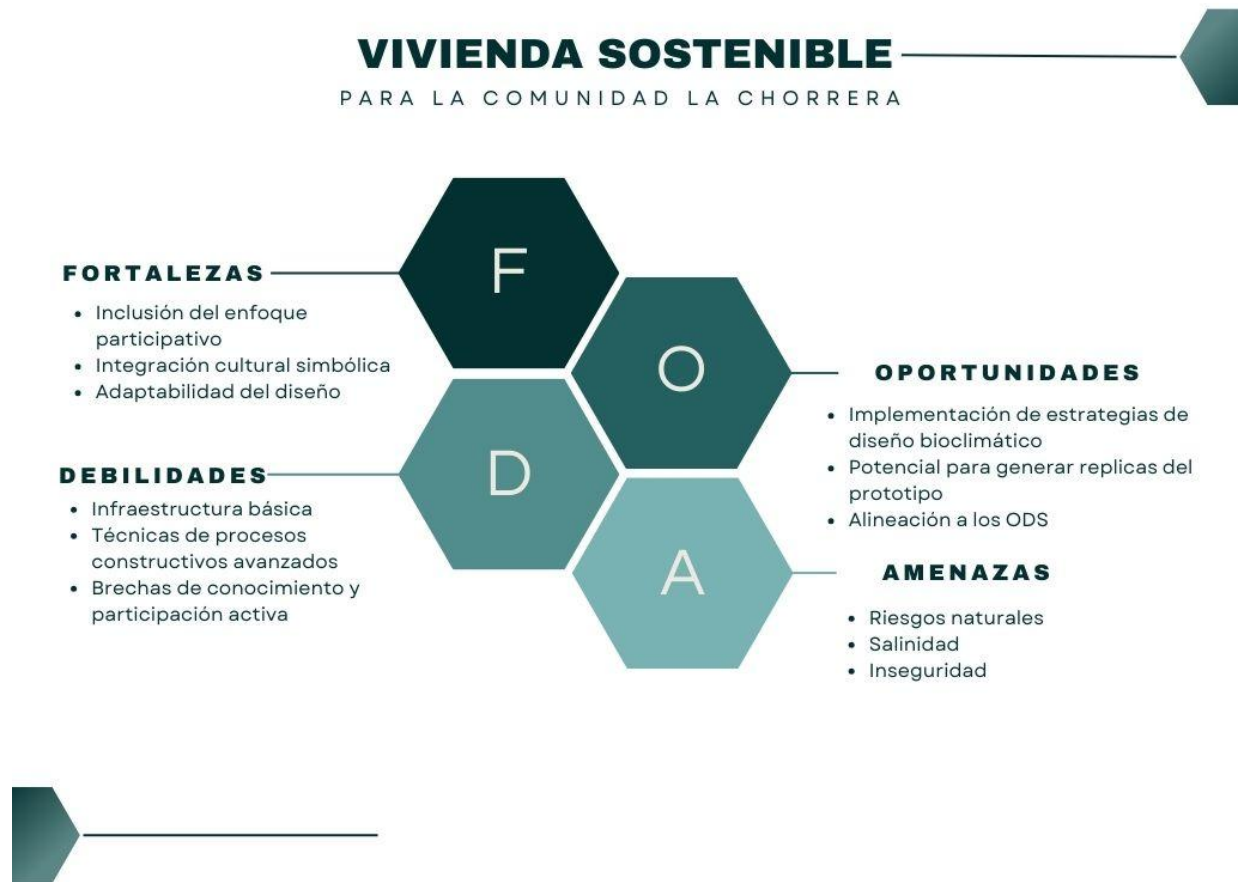 VIVIENDA SOSTENIBLE
PARA LA COMUNIDAD LA CHORRERA
F
FORTALEZAS
• Inclusión del enfoque
participativo
• Integración cultural simbólica
• Adaptabilidad del diseño
O
OPORTUNIDADES
• Implementación de estrategias de
diseño bioclimático
• Potencial para generar replicas del
prototipo
• Alineación a los ODS
D
DEBILIDADES
• Infraestructura básica
• Técnicas de procesos
constructivos avanzados
• Brechas de conocimiento y
participación activa
A
AMENAZAS
• Riesgos naturales
• Salinidad
• Inseguridad